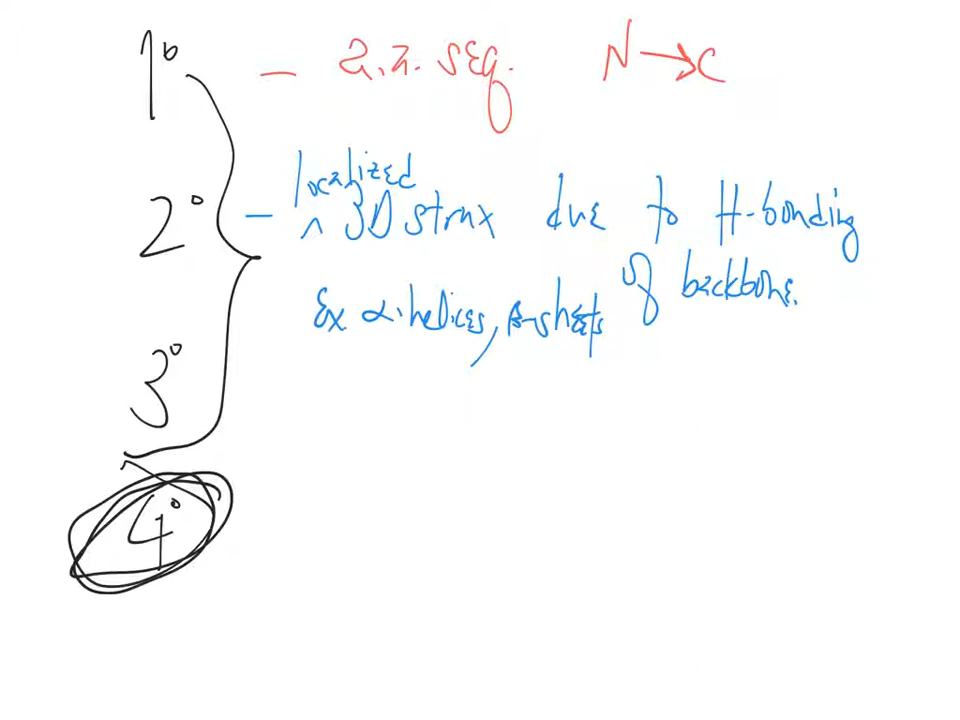 1° - a.a. seq. N→C
localized
2° - ^ 3D strux due to H-bonding
of backbone.
Ex α-helices, β-sheets
3°
4°